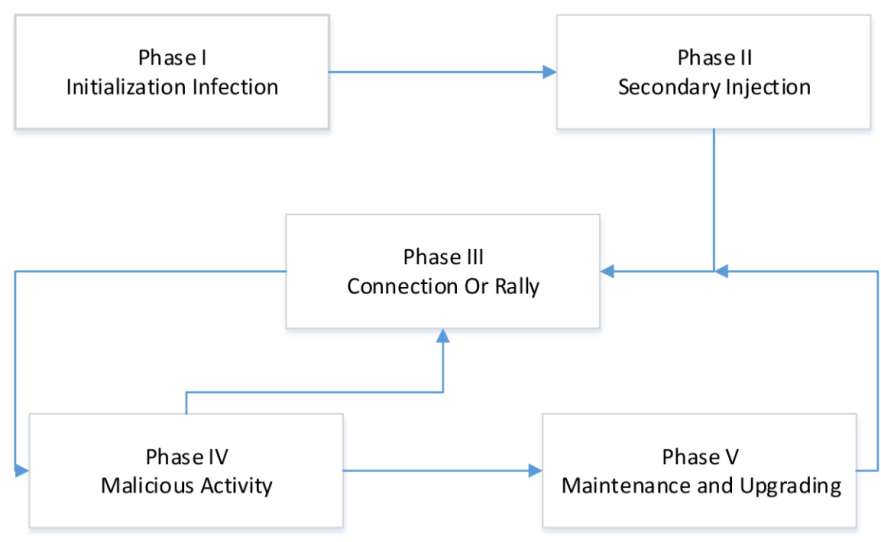 Phase I
Initialization Infection
Phase II
Secondary Injection
Phase III
Connection Or Rally
Phase IV
Malicious Activity
Phase V
Maintenance and Upgrading